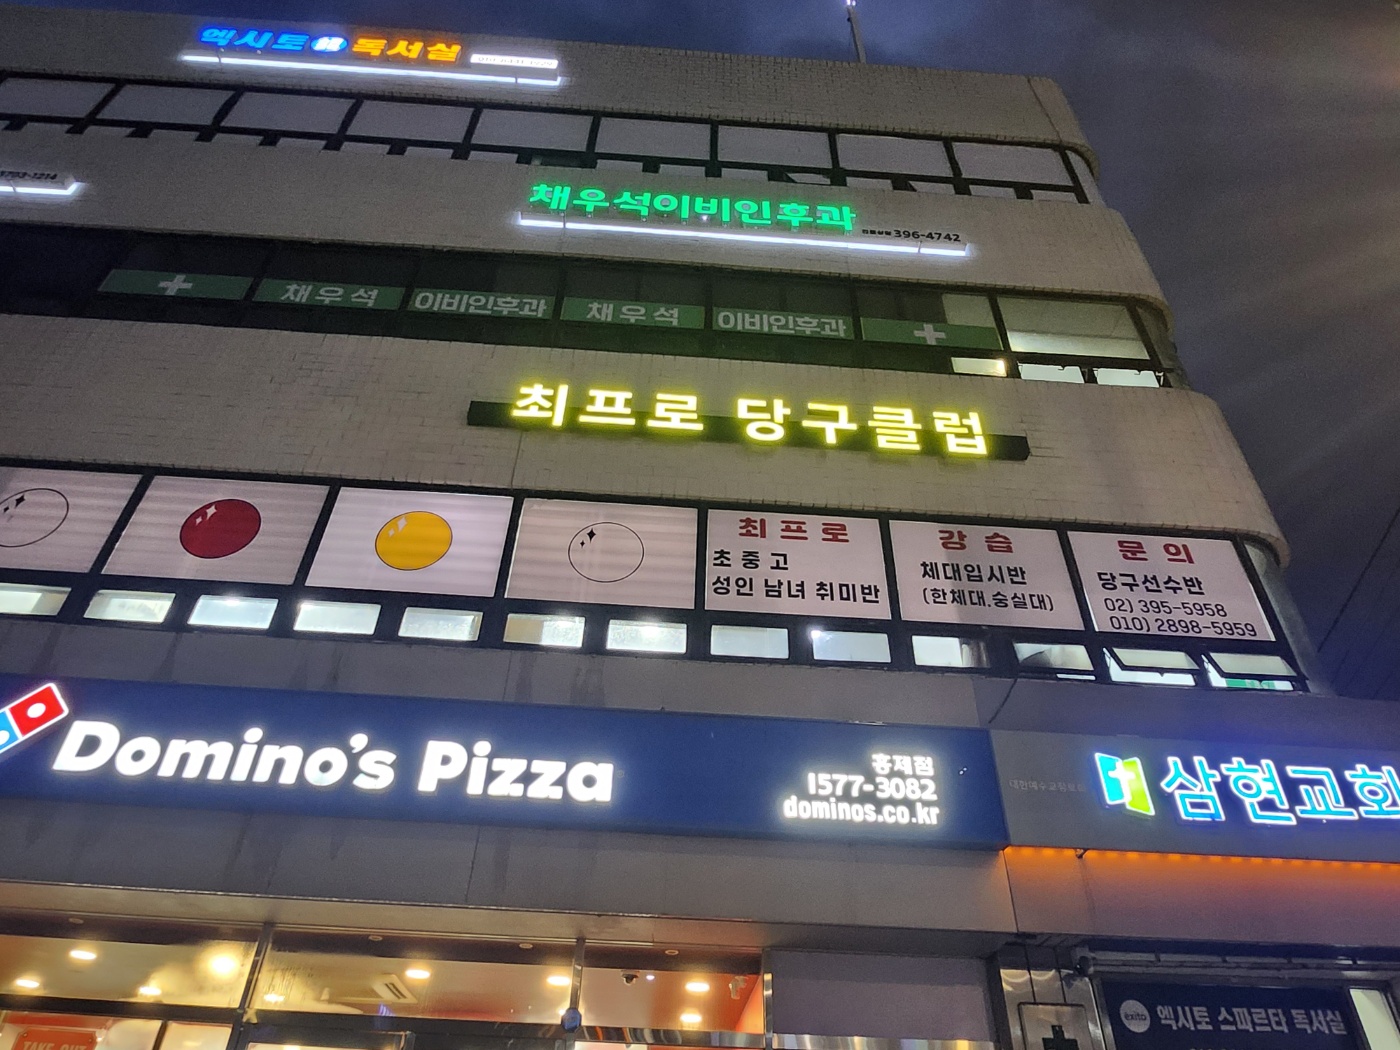 엑시토 독서실
채우석이비인후과
396-4742
채우석 이비인후과 채우석 이비인후과
최프로 당구클럽
최프로
초중고
성인 남녀 취미반
강습
체대입시반
(한체대.숭실대)
문의
당구선수반
02) 395-5958
010) 2898-5959
Domino's Pizza
홍제점
1577-3082
dominos.co.kr
삼현교회
TAKE OUT
éxito 엑시토 스파르타 독서실